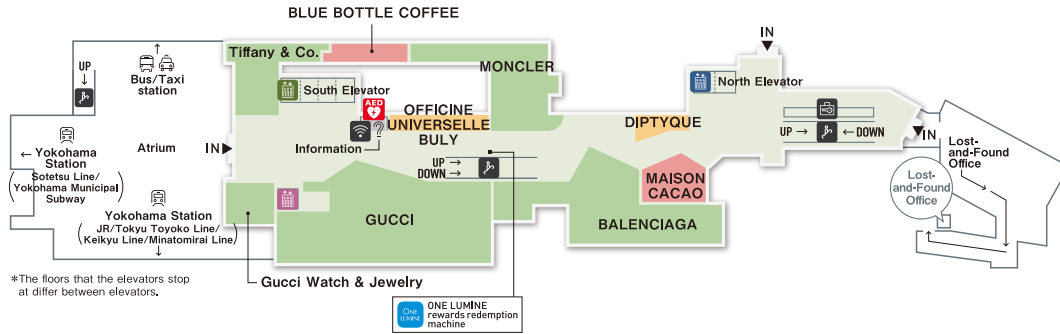 BLUE BOTTLE COFFEE
Tiffany & Co.
UP
↓
Bus/Taxi
station
South Elevator
AED
MONCLER
OFFICINE
UNIVERSELLE
BULY
Information
IN
North Elevator
DIPTYQUE
UP → ← DOWN
IN
Lost-
and-Found
Office
Lost-
and-Found
Office
← Yokohama
Station
(Sotetsu Line/
Yokohama Municipal
Subway)
Atrium
IN
UP →
DOWN →
MAISON
CACAO
Yokohama Station
(JR/Tokyu Toyoko Line/
Keikyu Line/Minatomirai Line)
GUCCI
BALENCIAGA
*The floors that the elevators stop
at differ between elevators.
Gucci Watch & Jewelry
ONE
LUMINE
ONE LUMINE
rewards redemption
machine